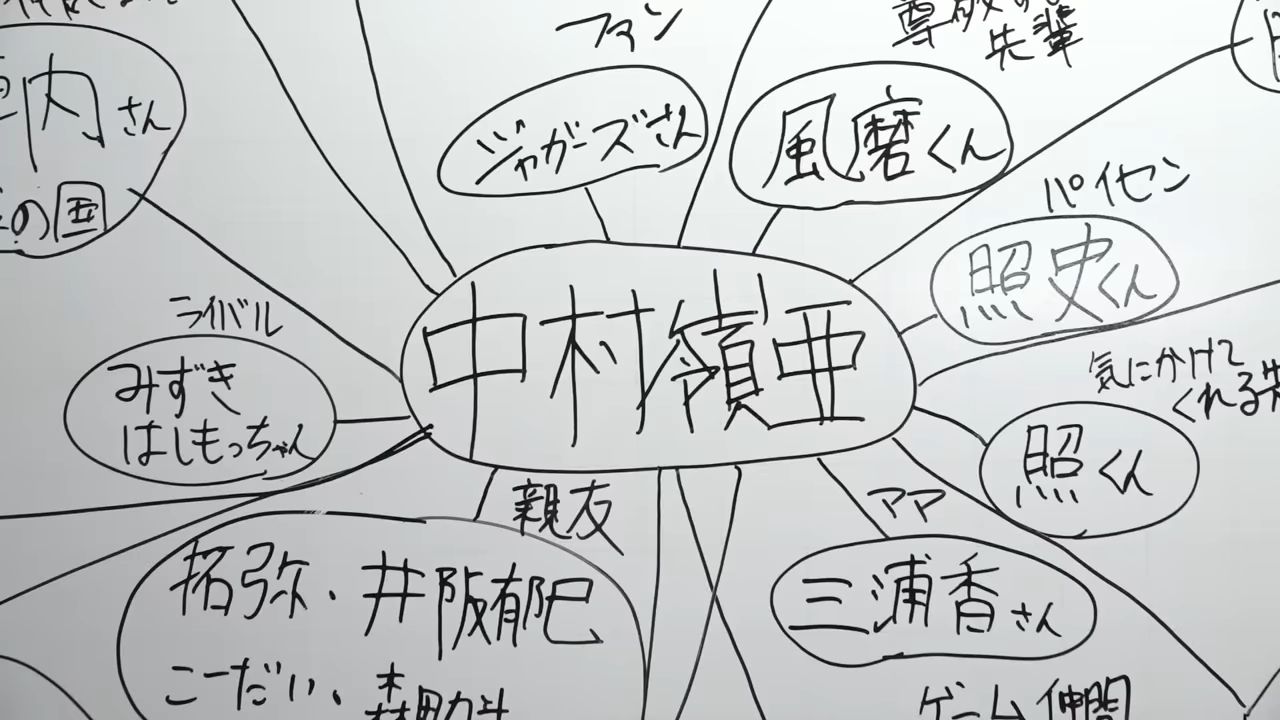 ファン
ジャガーズさん
先輩
風磨くん
内さん
の国
パイセン
照史くん
ライバル
みずき
はしもっちゃん
中村嶺亜
気にかけて
くれる先
照くん
親友
拓弥、井阪郁巳
こーだい、
ママ
三浦香さん
ゲーム仲間